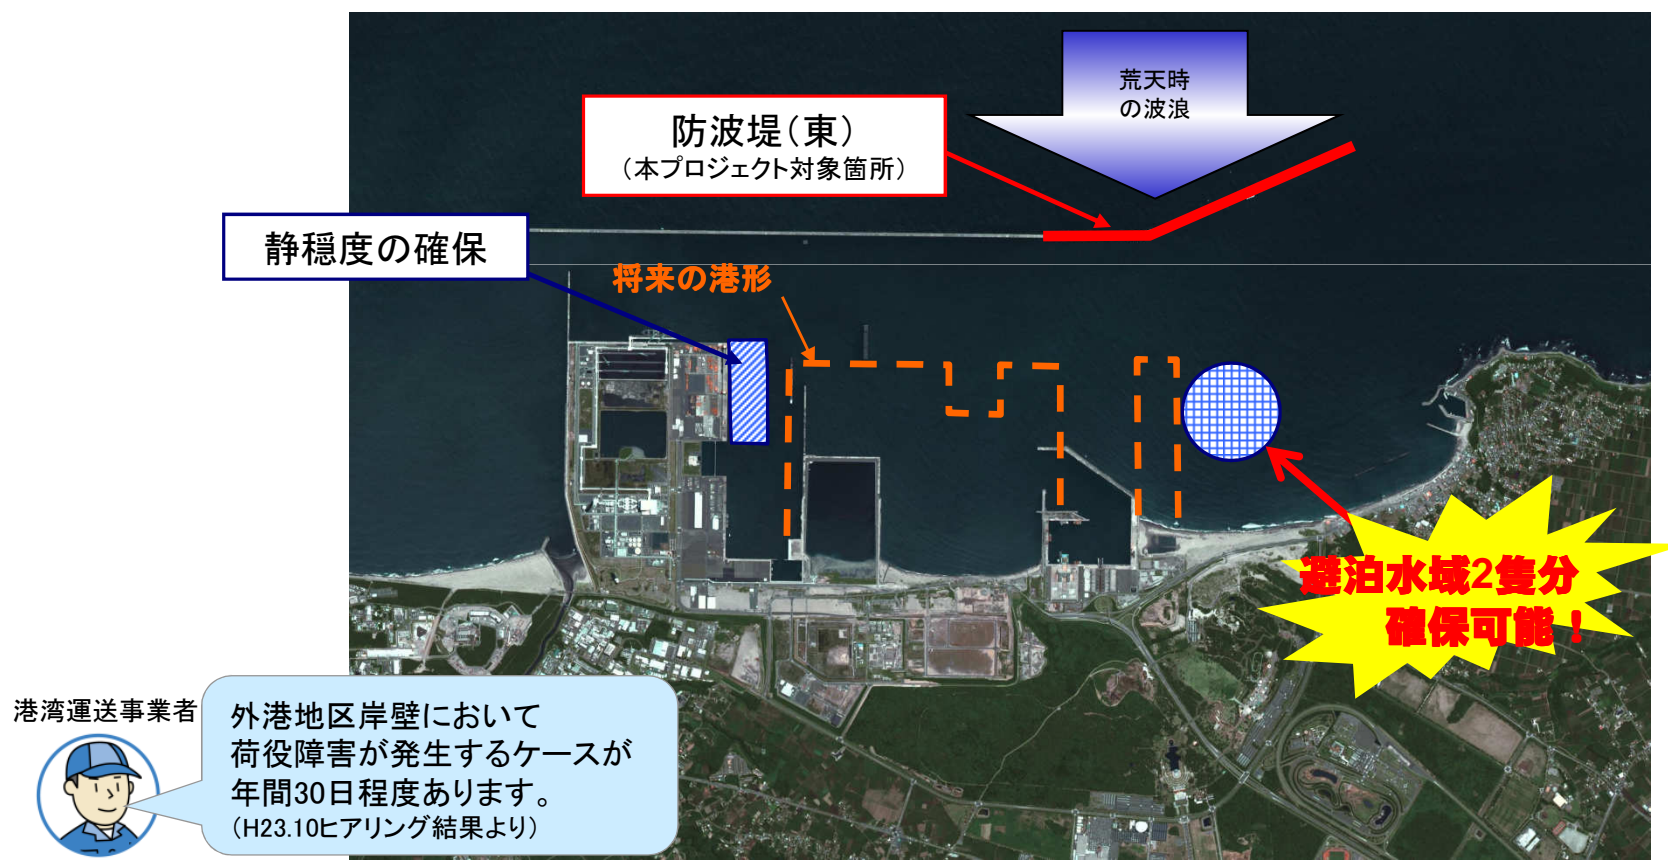 荒天時
の波浪
防波堤（東）
（本プロジェクト対象箇所）
静穏度の確保
将来の港形
避泊水域2隻分
確保可能！
港湾運送事業者
外港地区岸壁において
荷役障害が発生するケースが
年間30日程度あります。
（H23.10ヒアリング結果より）